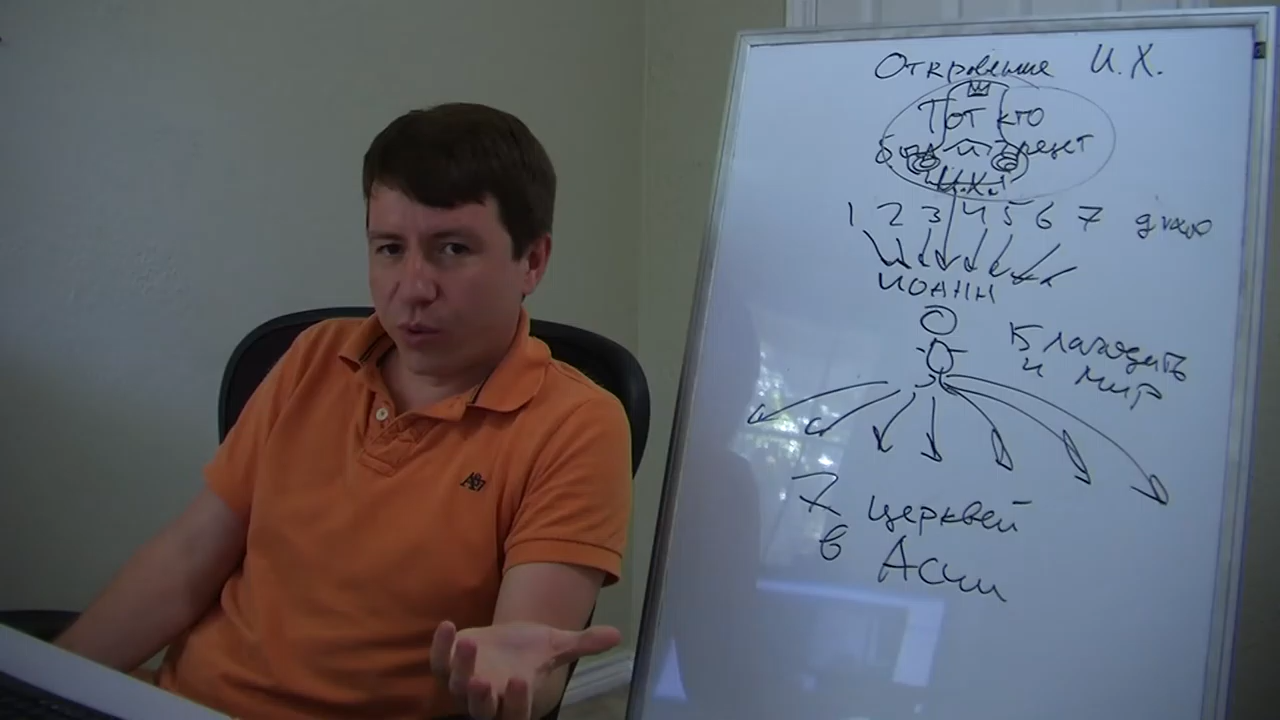 Откровение И.Х.
Тот кто
был и грядет
И.Х.
1 2 3 4 5 6 7 духов
ИОАНН
Благодать
и мир
7 церквей
в Асии